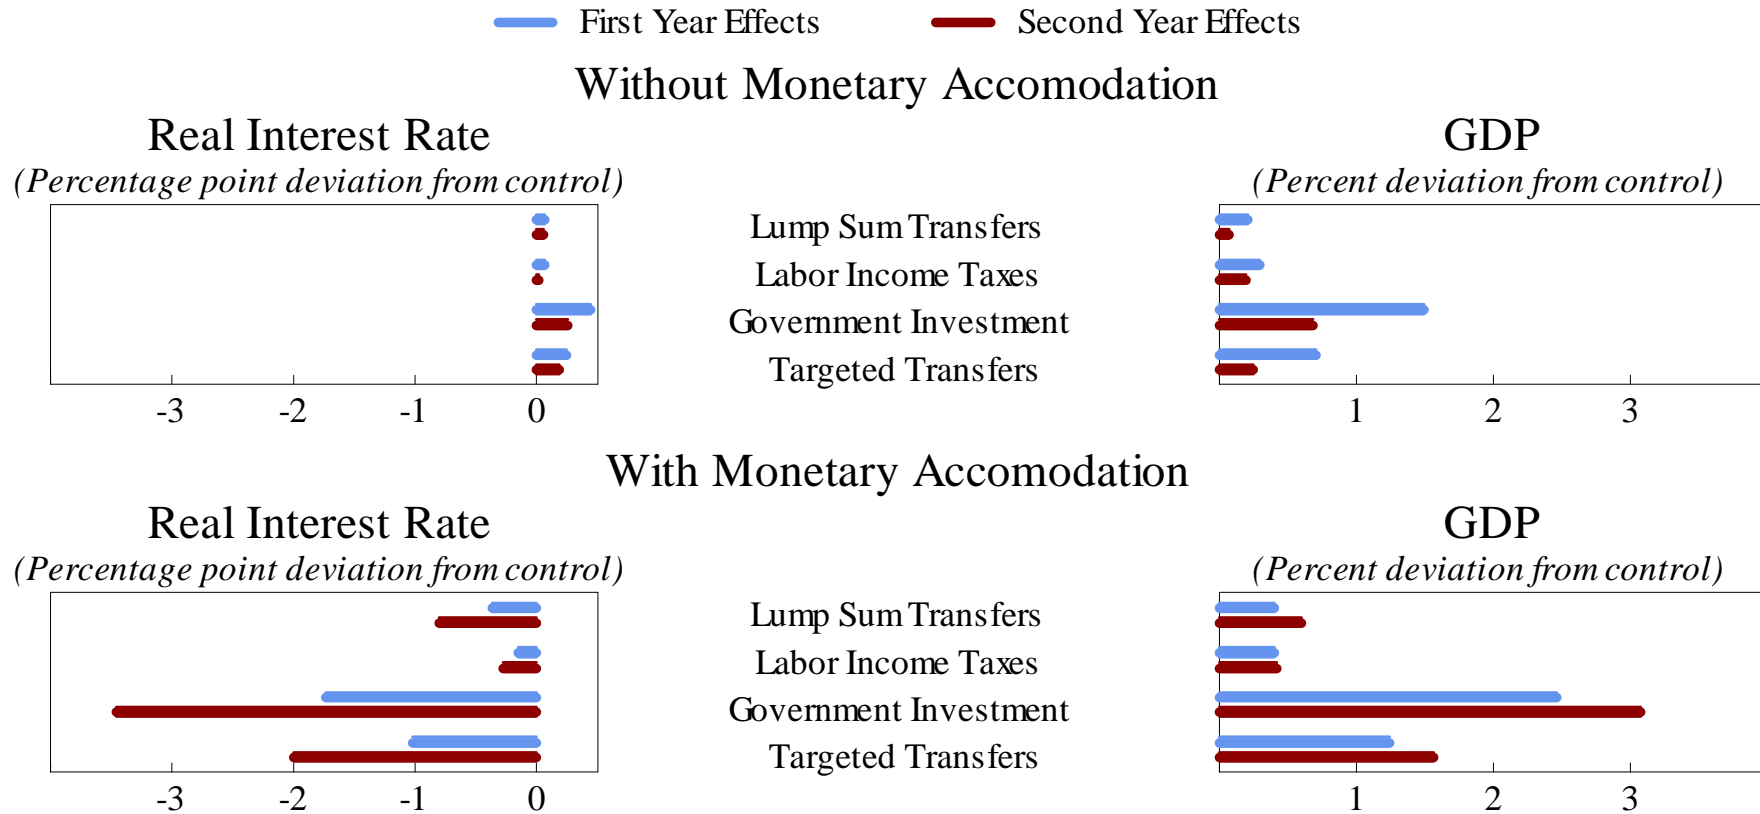 First Year Effects Second Year Effects
Without Monetary Accomodation
Real Interest Rate GDP
(Percentage point deviation from control) (Percent deviation from control)
Lump Sum Transfers
Labor Income Taxes
Government Investment
Targeted Transfers
-3 -2 -1 0 1 2 3
With Monetary Accomodation
Real Interest Rate GDP
(Percentage point deviation from control) (Percent deviation from control)
Lump Sum Transfers
Labor Income Taxes
Government Investment
Targeted Transfers
-3 -2 -1 0 1 2 3